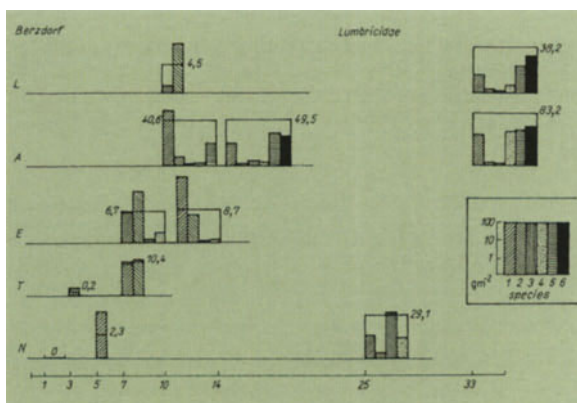 Berzdorf Lumbricidae
L 4,5 38,2
A 40,6 49,5 83,2
E 6,7 8,7
T 0,2 10,4
N 0 2,3 29,1
100
10
1
gm-2 1 2 3 4 5 6
species
1 3 5 7 10 14 25 33